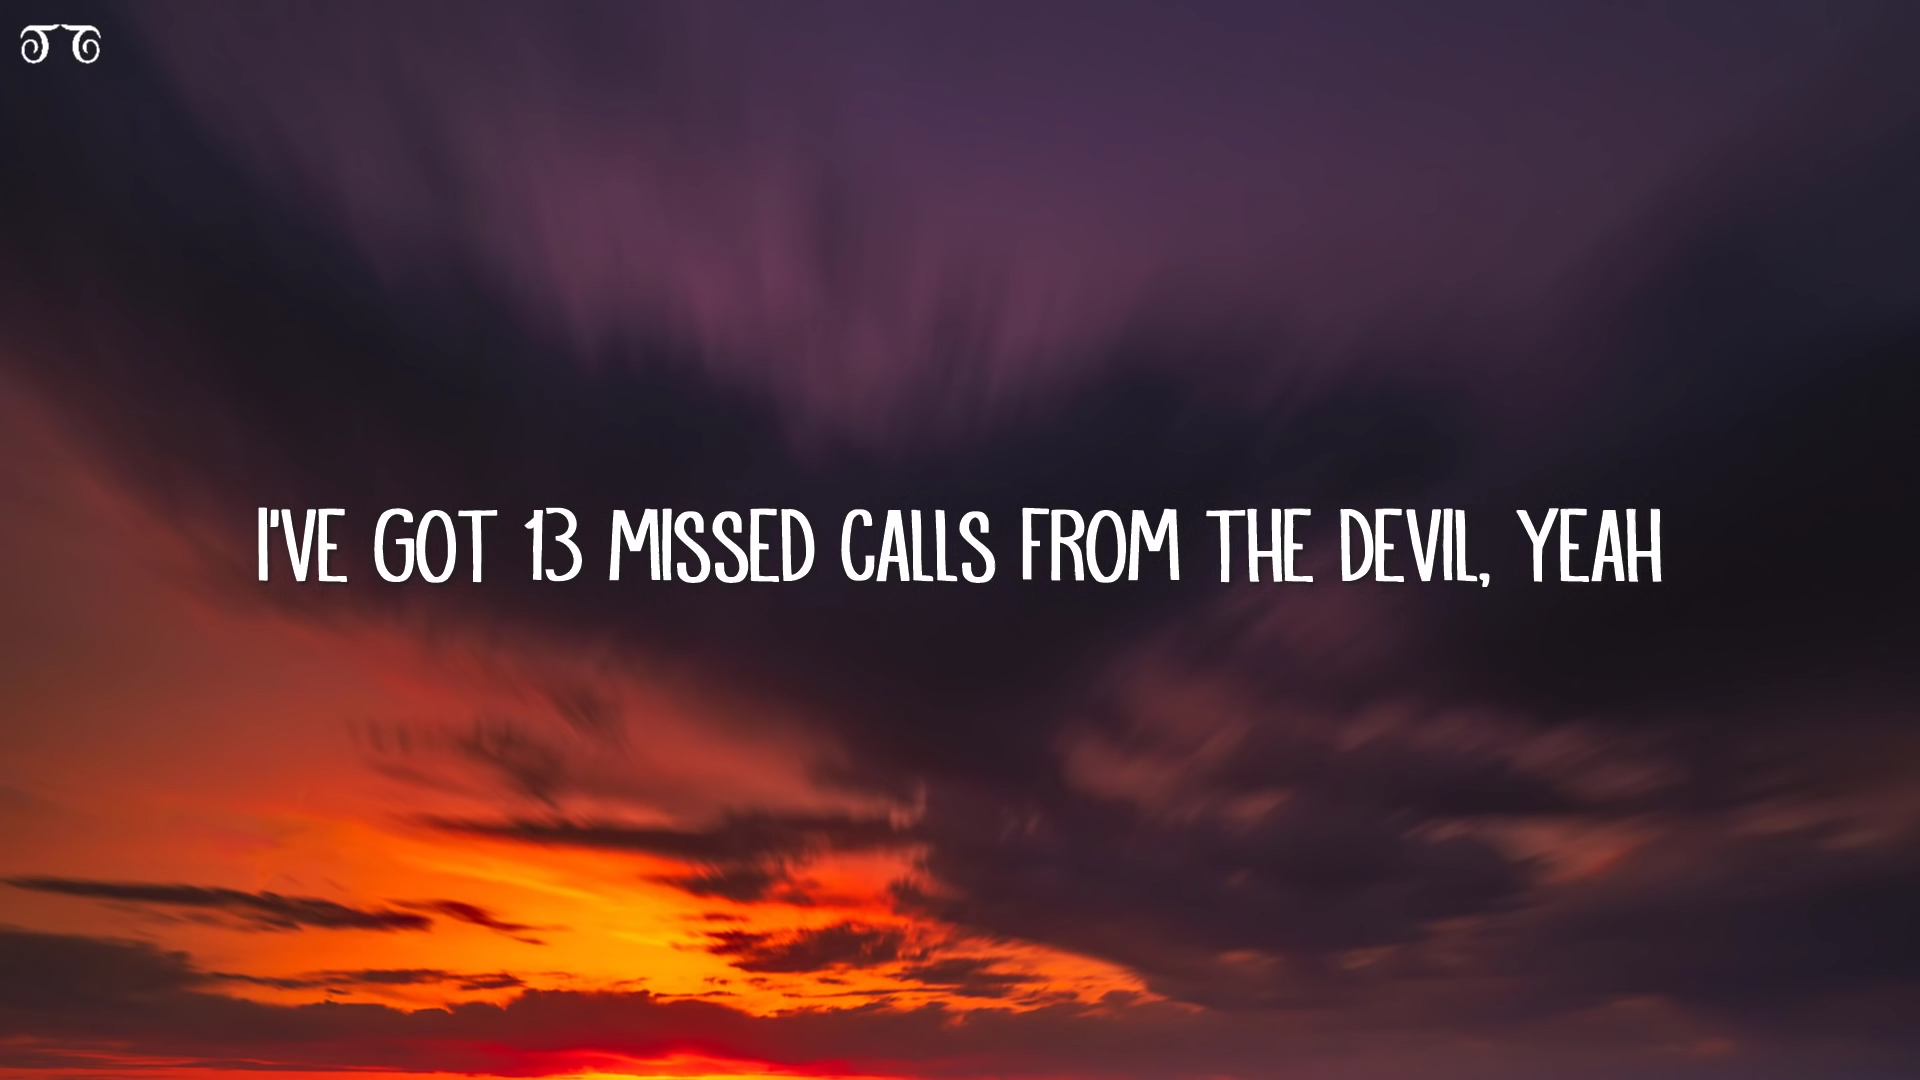 I'VE GOT 13 MISSED CALLS FROM THE DEVIL, YEAH